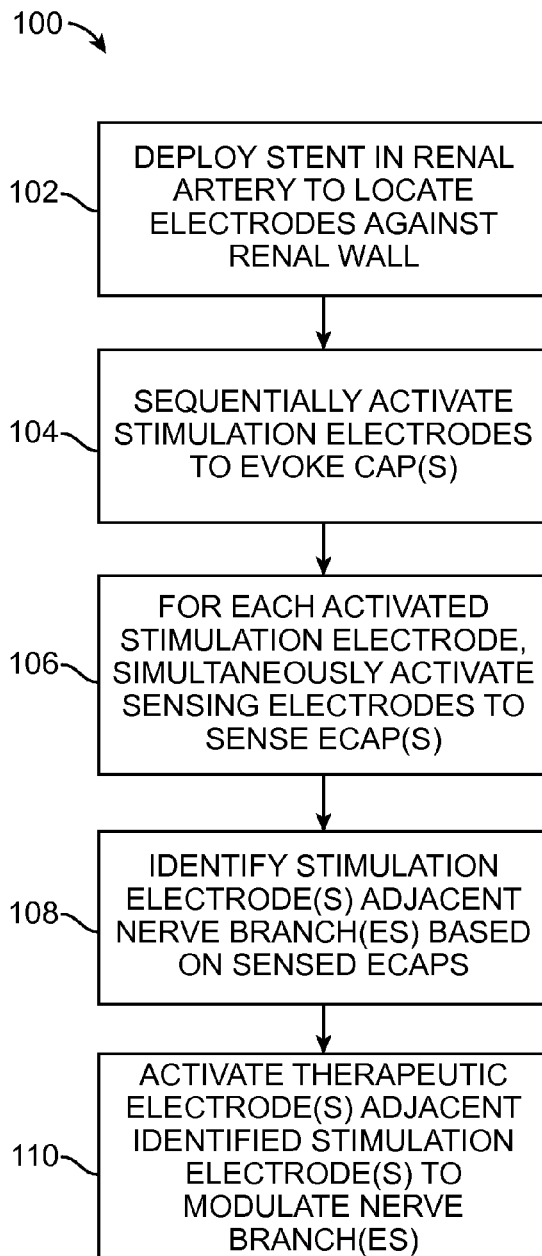 100
102
DEPLOY STENT IN RENAL
ARTERY TO LOCATE
ELECTRODES AGAINST
RENAL WALL
104
SEQUENTIALLY ACTIVATE
STIMULATION ELECTRODES
TO EVOKE CAP(S)
106
FOR EACH ACTIVATED
STIMULATION ELECTRODE,
SIMULTANEOUSLY ACTIVATE
SENSING ELECTRODES TO
SENSE ECAP(S)
108
IDENTIFY STIMULATION
ELECTRODE(S) ADJACENT
NERVE BRANCH(ES) BASED
ON SENSED ECAPS
110
ACTIVATE THERAPEUTIC
ELECTRODE(S) ADJACENT
IDENTIFIED STIMULATION
ELECTRODE(S) TO
MODULATE NERVE
BRANCH(ES)